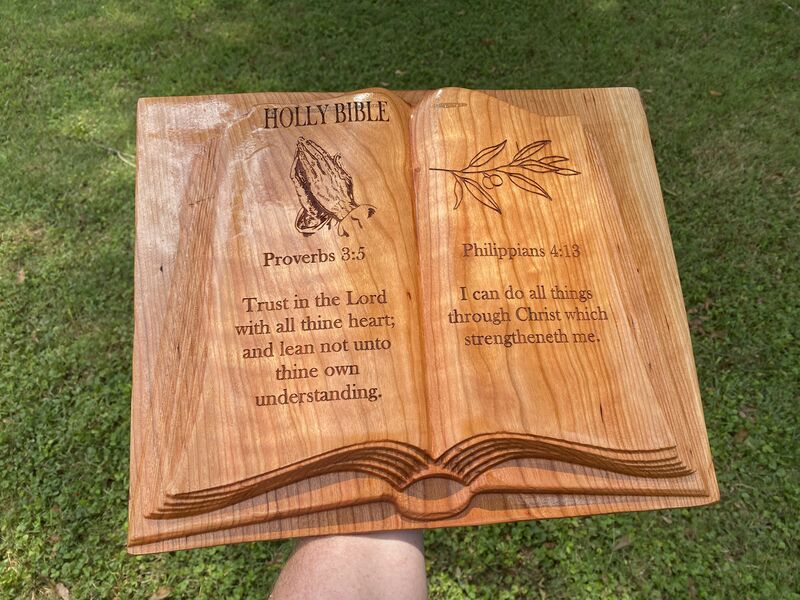 HOLLY BIBLE
Proverbs 3:5
Trust in the Lord
with all thine heart;
and lean not unto
thine own
understanding.
Philippians 4:13
I can do all things
through Christ which
strengtheneth me.